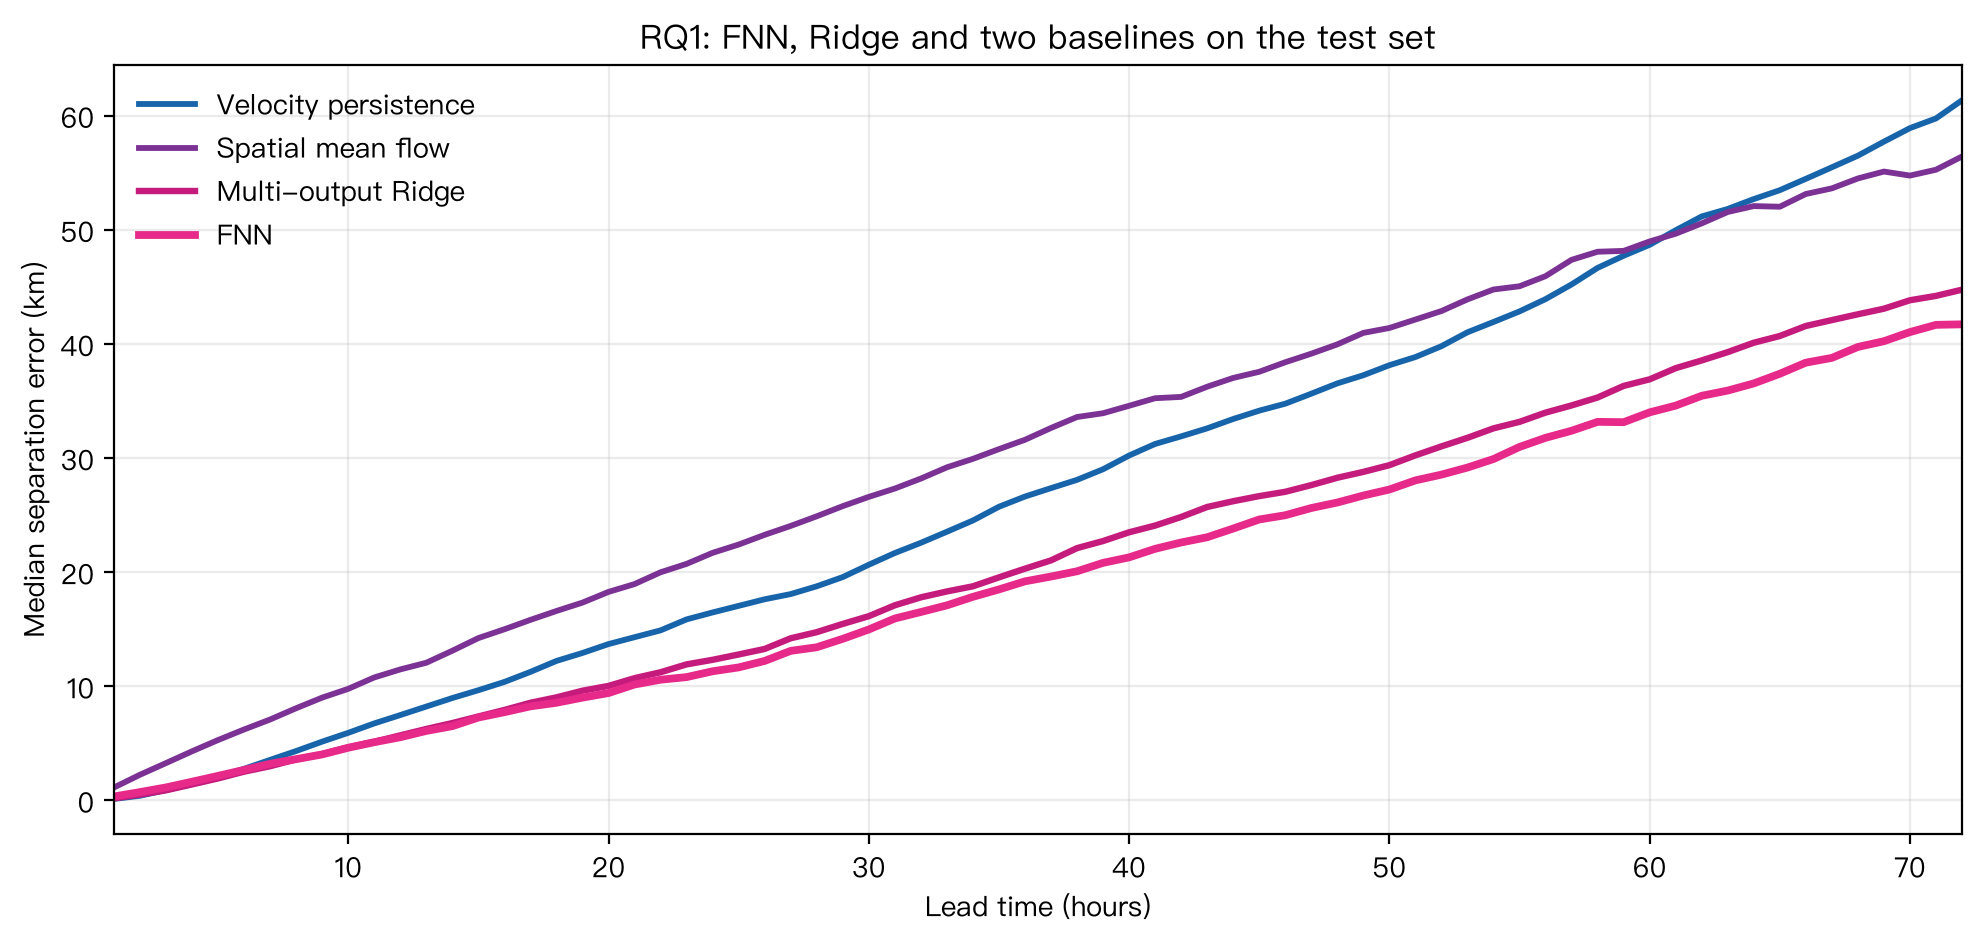 RQ1: FNN, Ridge and two baselines on the test set
Velocity persistence
Spatial mean flow
Multi−output Ridge
FNN
Median separation error (km)
60
50
40
30
20
10
0
10 20 30 40 50 60 70
Lead time (hours)